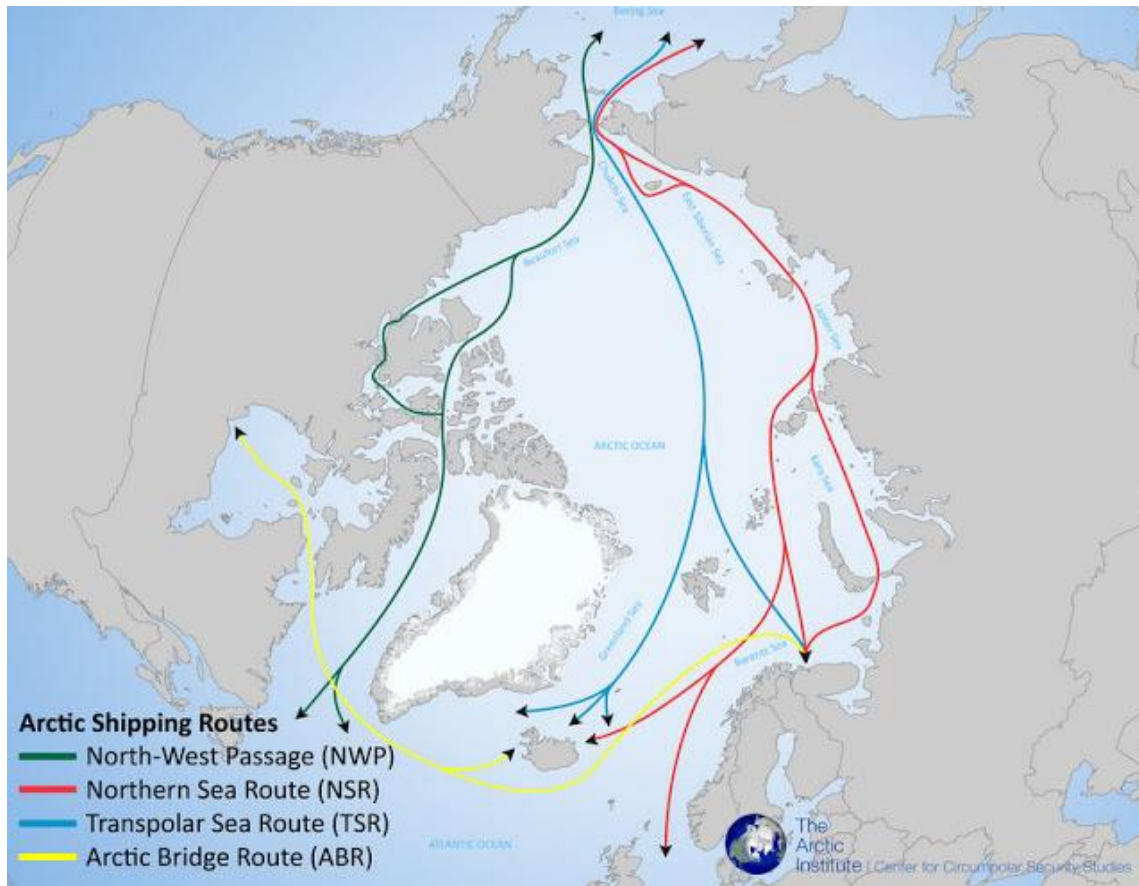 Bering Sea
Chukchi Sea
East Siberian Sea
Beaufort Sea
Laptev Sea
ARCTIC OCEAN
Kara Sea
Greenland Sea
Barents Sea
Arctic Shipping Routes
North-West Passage (NWP)
Northern Sea Route (NSR)
Transpolar Sea Route (TSR)
Arctic Bridge Route (ABR)
ATLANTIC OCEAN
The
Arctic
Institute | Center for Circumpolar Security Studies